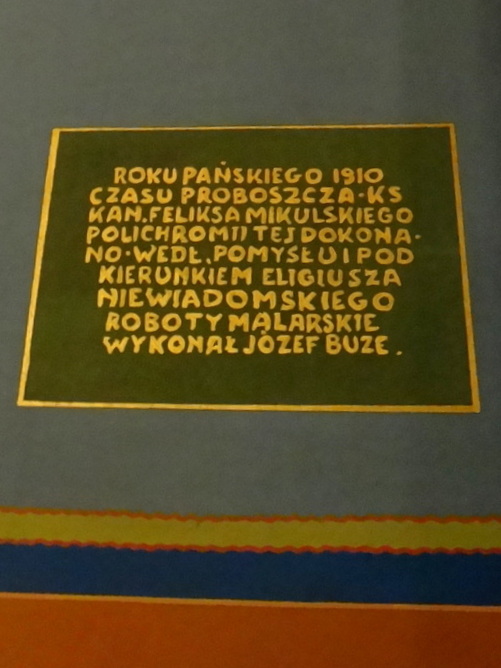 ROKU PAŃSKIEGO 1910
CZASU PROBOSZCZA·KS
KAN.FELIKSA MIKULSKIEGO
POLICHROMII TEJ DOKONA·
NO·WEDŁ.POMYSŁU I POD
KIERUNKIEM ELIGIUSZA
NIEWIADOMSKIEGO
ROBOTY MALARSKIE
WYKONAŁ JÓZEF BUZE.